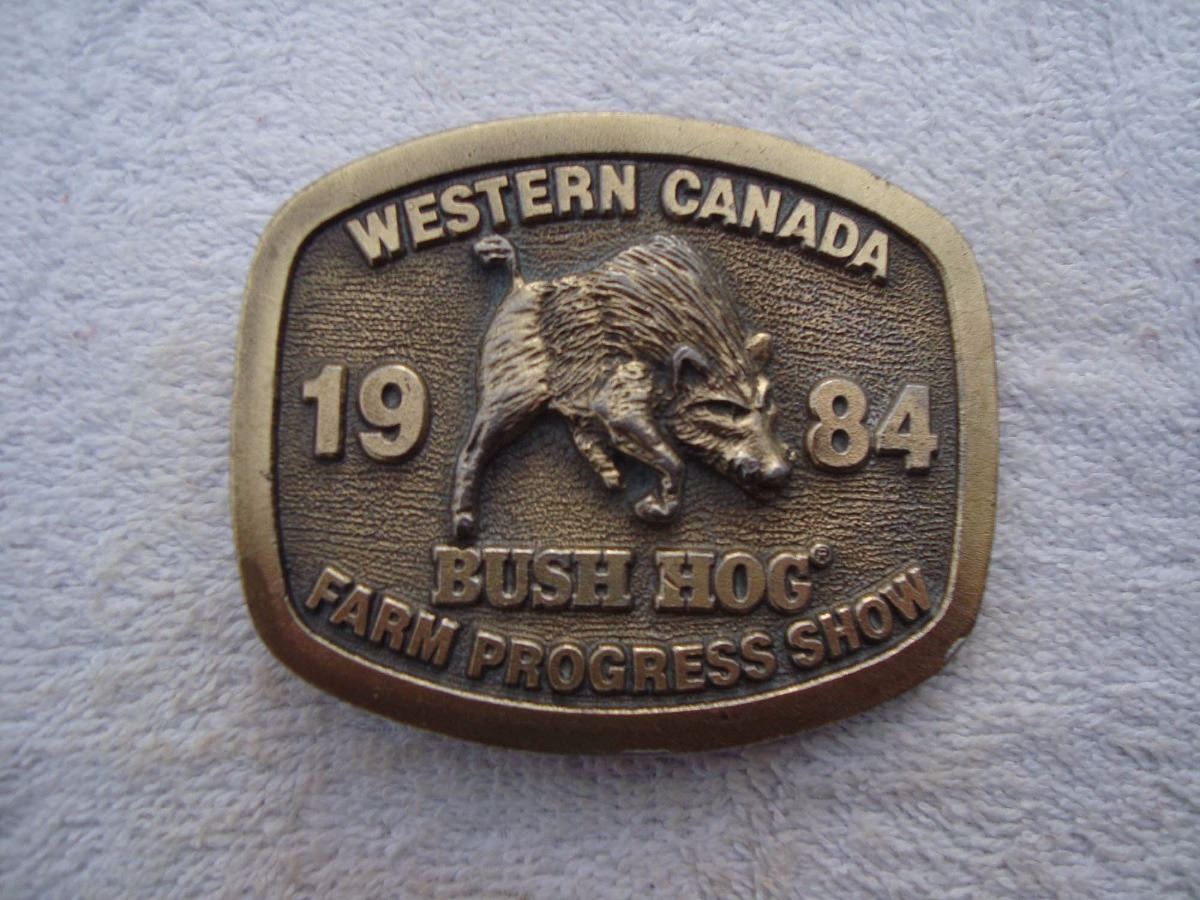 WESTERN CANADA
19 84
BUSH HOG®
FARM PROGRESS SHOW